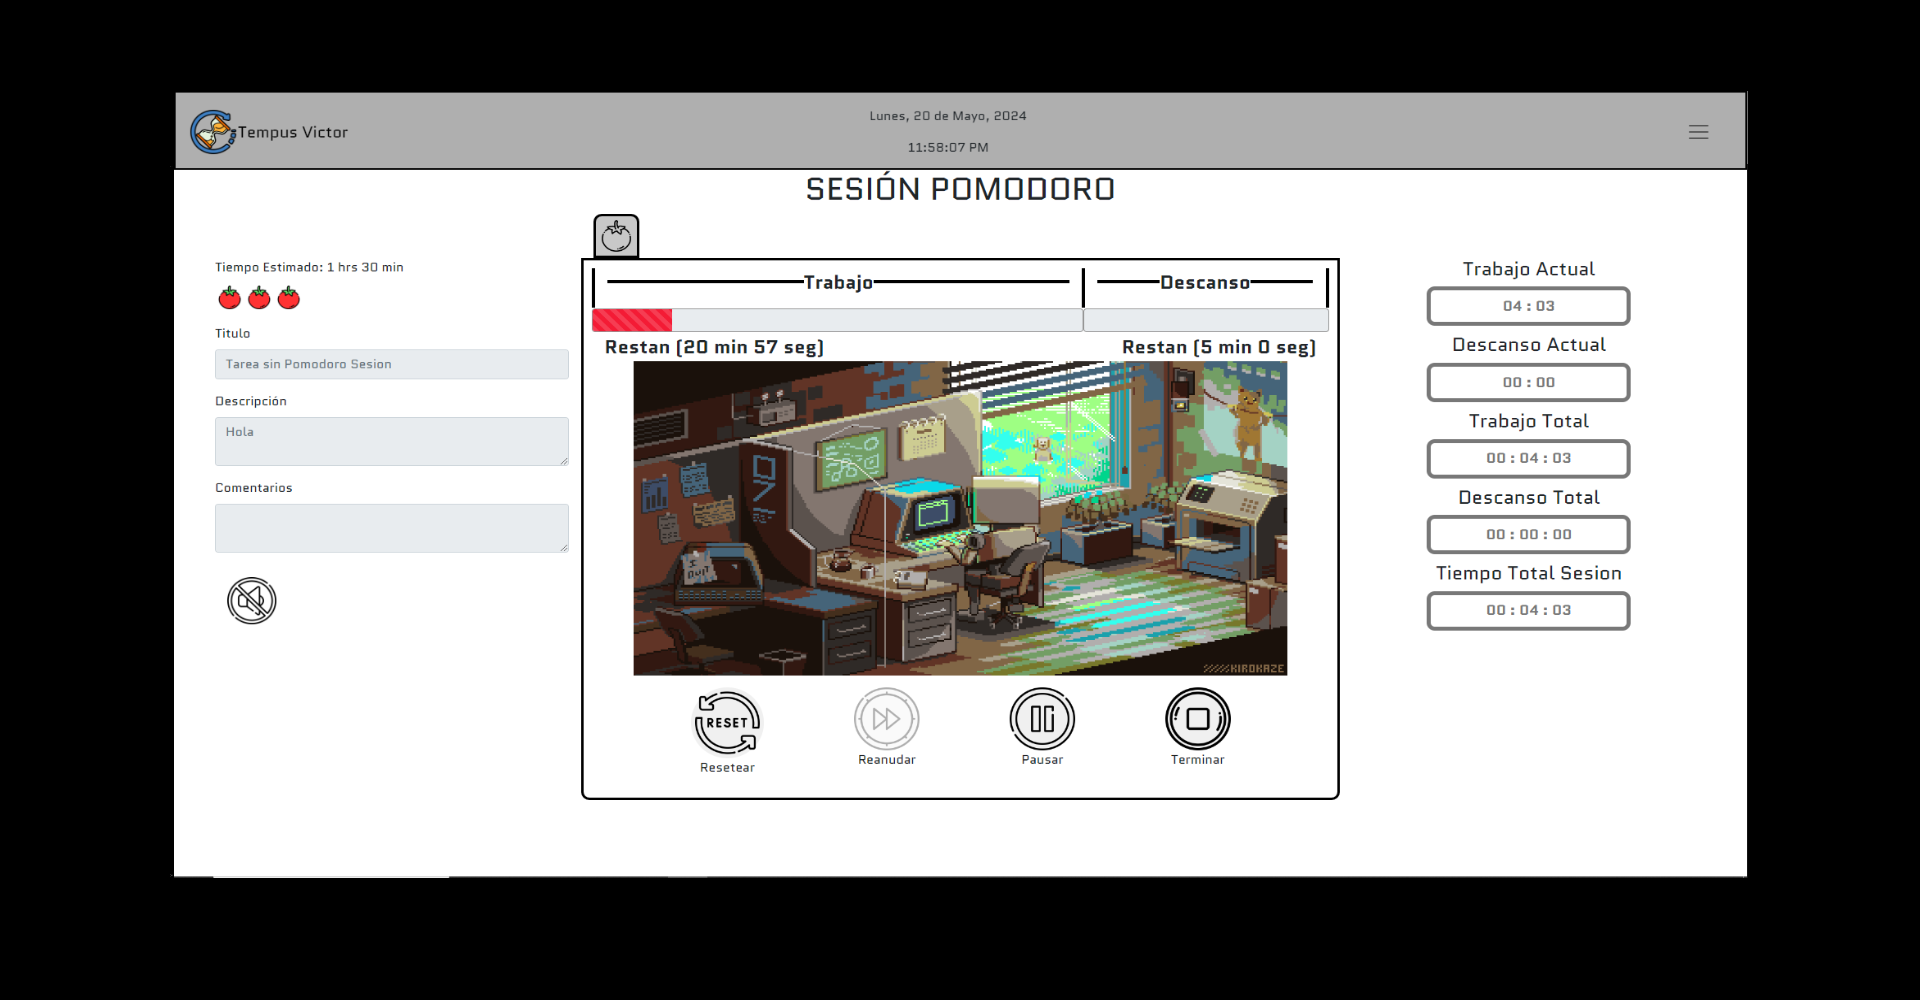 Tempus Victor
Lunes, 20 de Mayo, 2024
11:58:07 PM
SESIÓN POMODORO
Tiempo Estimado: 1 hrs 30 min
Titulo
Tarea sin Pomodoro Sesion
Descripción
Hola
Comentarios
Trabajo
Descanso
Restan (20 min 57 seg)
Restan (5 min 0 seg)
I
QUIT
KIROKAZE
RESET
Resetear
Reanudar
Pausar
Terminar
Trabajo Actual
04 : 03
Descanso Actual
00 : 00
Trabajo Total
00 : 04 : 03
Descanso Total
00 : 00 : 00
Tiempo Total Sesion
00 : 04 : 03